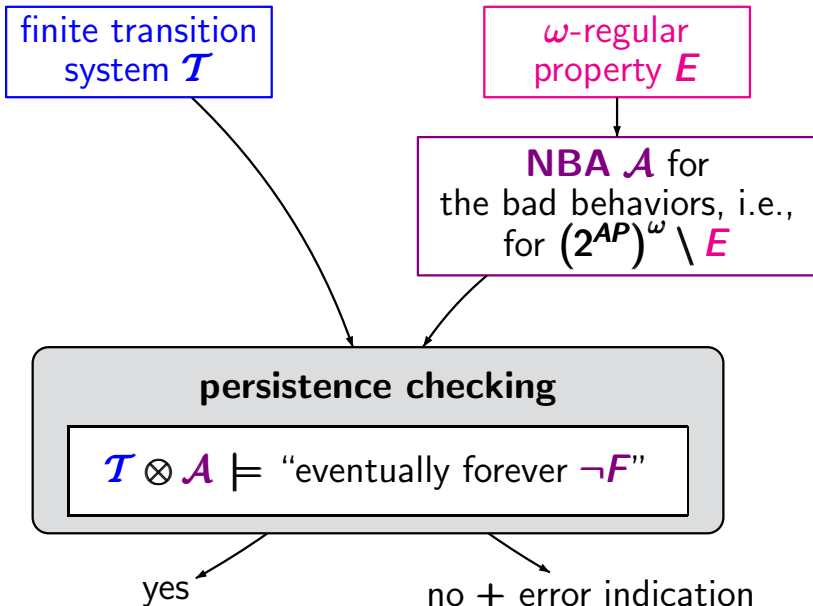 finite transition
system 𝒯
ω-regular
property E
NBA 𝒜 for
the bad behaviors, i.e.,
for (2^AP)^ω \ E
persistence checking
𝒯 ⊗ 𝒜 ⊨ “eventually forever ¬F”
yes
no + error indication